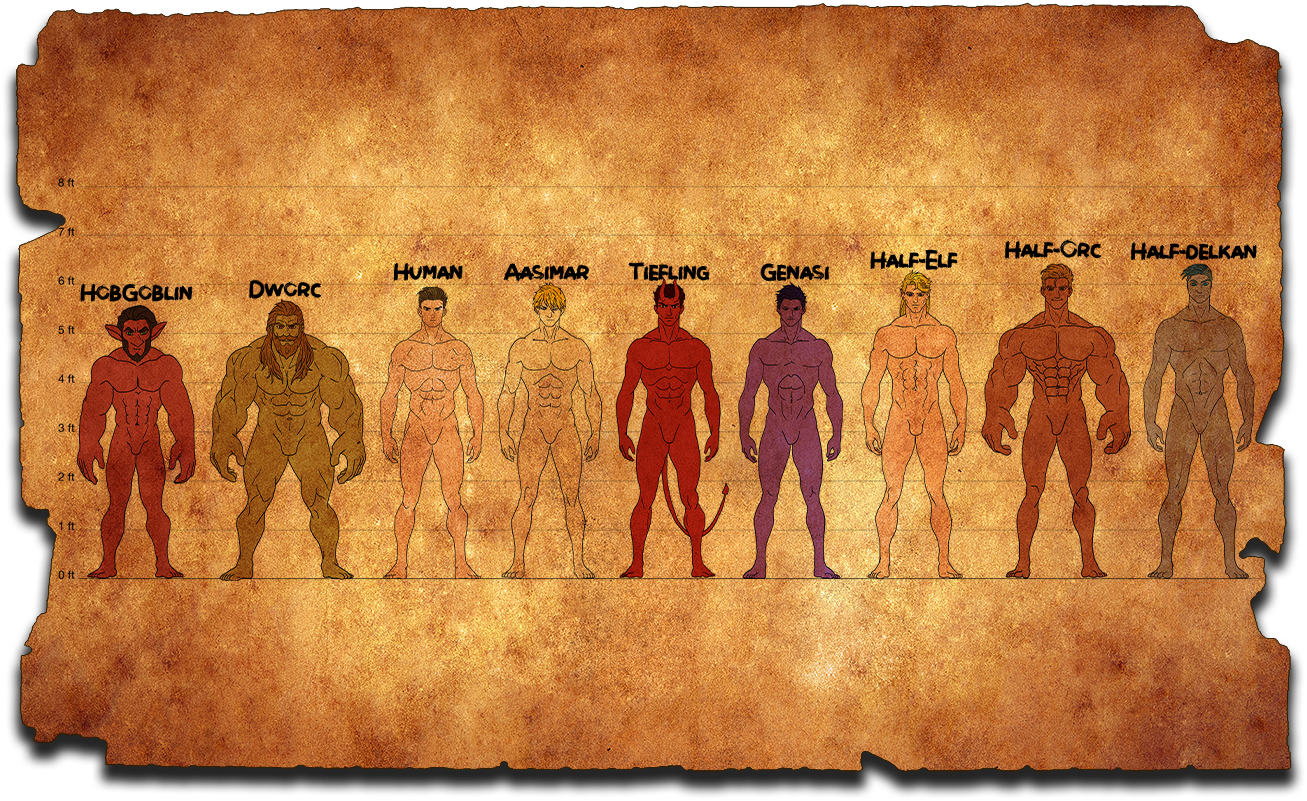 8 ft
7 ft
6 ft
5 ft
4 ft
3 ft
2 ft
1 ft
0 ft
HobGoblin
Dworc
Human
Aasimar
Tiefling
Genasi
Half-Elf
Half-Orc
Half-delkan